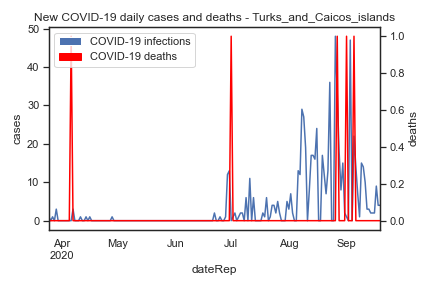 New COVID-19 daily cases and deaths - Turks_and_Caicos_islands
COVID-19 infections
COVID-19 deaths
50
40
30
20
10
0
cases
1.0
0.8
0.6
0.4
0.2
0.0
deaths
Apr May Jun Jul Aug Sep
2020
dateRep